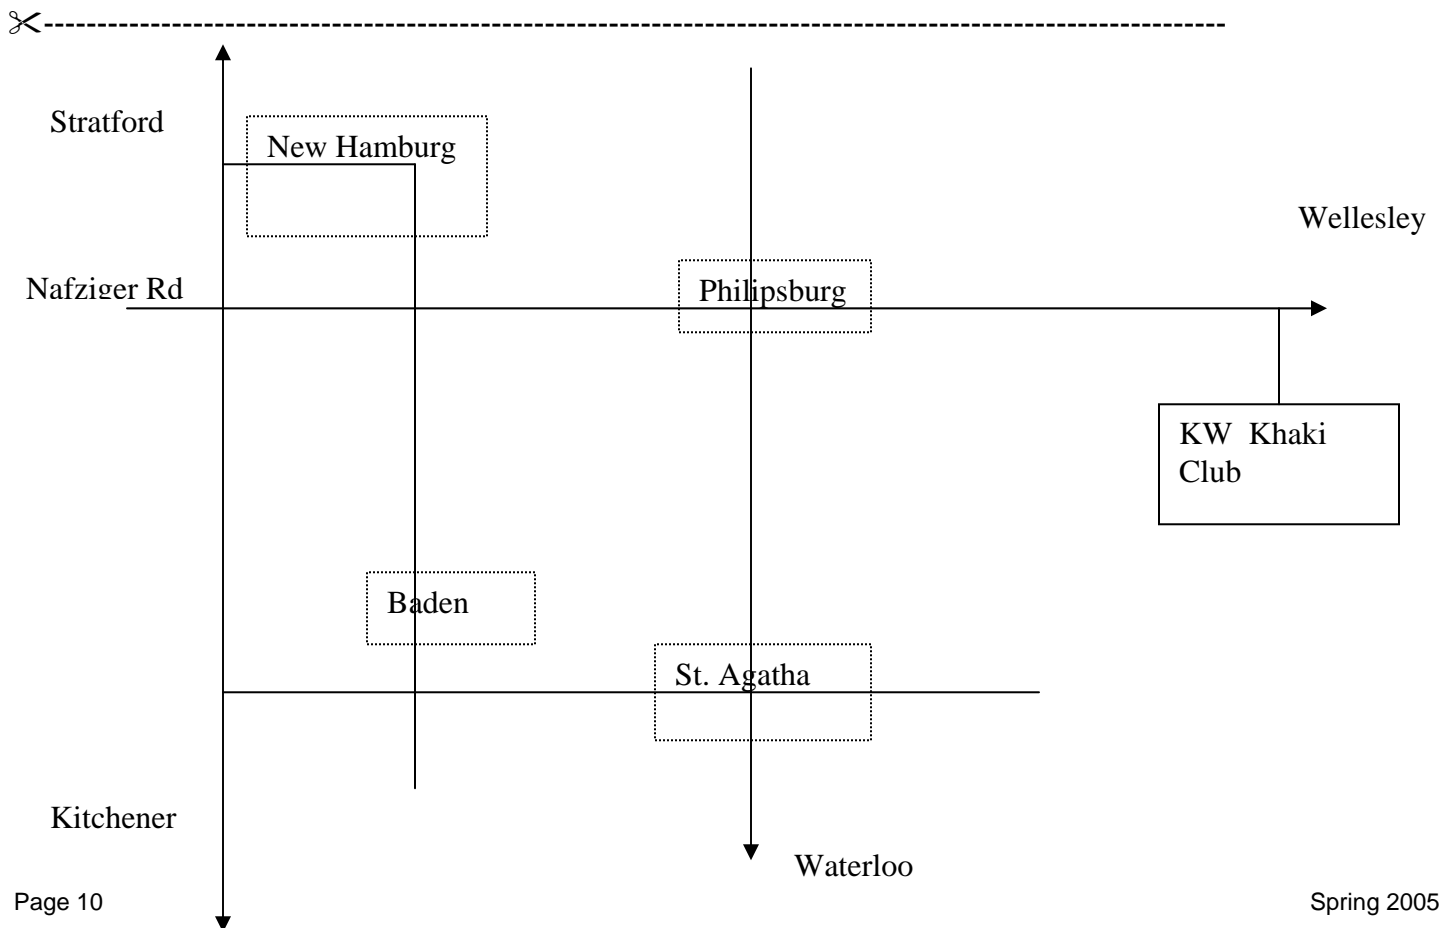 Stratford
New Hamburg
Wellesley
Nafziger Rd
Philipsburg
KW Khaki
Club
Baden
St. Agatha
Kitchener
Waterloo
Page 10
Spring 2005